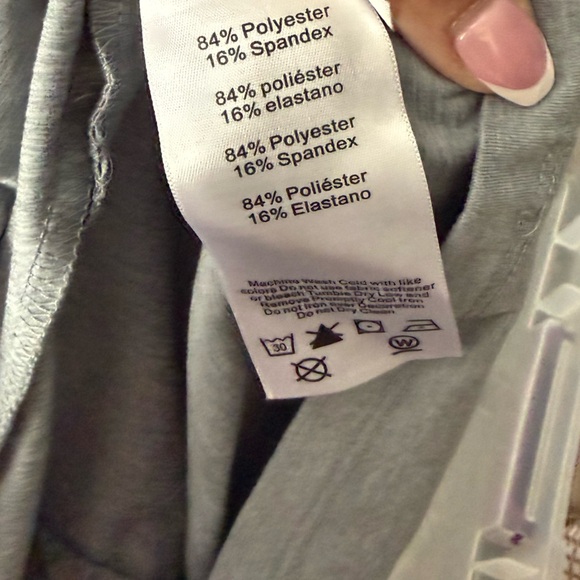 84% Polyester
16% Spandex
84% poliéster
16% elastano
84% Polyester
16% Spandex
84% Poliéster
16% Elastano
Machine Wash Cold with like
colors Do not use fabric softener
or bleach Tumble Dry Low and
Remove Promptly Cool Iron
Do not Iron over Decoration
Do not Dry Clean
30
W